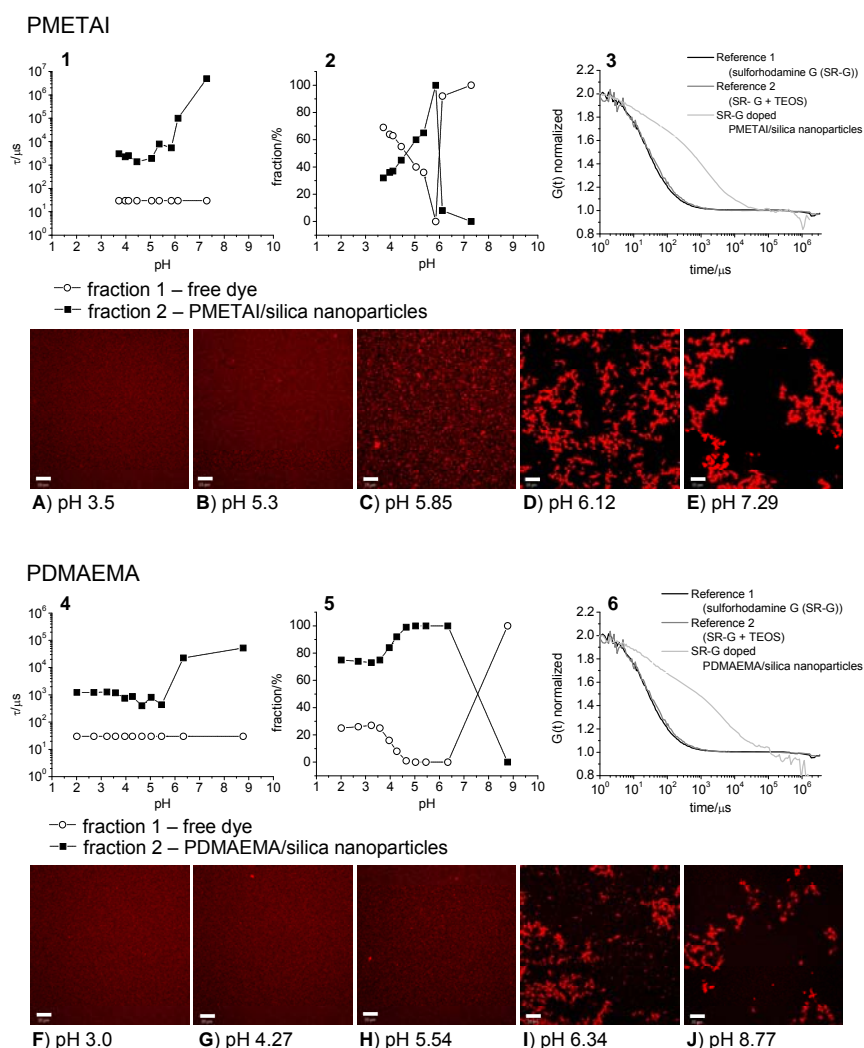 PMETAI
1
10⁷
10⁶
10⁵
10⁴
10³
10²
10¹
10⁰
τ/µs
1 2 3 4 5 6 7 8 9 10
pH
2
100
80
60
40
20
0
fraction/%
1 2 3 4 5 6 7 8 9 10
pH
3
Reference 1
(sulforhodamine G (SR-G))
Reference 2
(SR- G + TEOS)
SR-G doped
PMETAI/silica nanoparticles
2.0
1.8
1.6
1.4
1.2
1.0
0.8
G(t) normalized
10⁰ 10¹ 10² 10³ 10⁴ 10⁵ 10⁶
time/µs
fraction 1 – free dye
fraction 2 – PMETAI/silica nanoparticles
A) pH 3.5
B) pH 5.3
C) pH 5.85
D) pH 6.12
E) pH 7.29
PDMAEMA
4
10⁶
10⁵
10⁴
10³
10²
10¹
10⁰
τ/µs
1 2 3 4 5 6 7 8 9 10
pH
5
100
80
60
40
20
0
fraction/%
1 2 3 4 5 6 7 8 9 10
pH
6
Reference 1
(sulforhodamine G (SR-G))
Reference 2
(SR-G + TEOS)
SR-G doped
PDMAEMA/silica nanoparticles
2.0
1.8
1.6
1.4
1.2
1.0
0.8
G(t) normalized
10⁰ 10¹ 10² 10³ 10⁴ 10⁵ 10⁶
time/µs
fraction 1 – free dye
fraction 2 – PDMAEMA/silica nanoparticles
F) pH 3.0
G) pH 4.27
H) pH 5.54
I) pH 6.34
J) pH 8.77